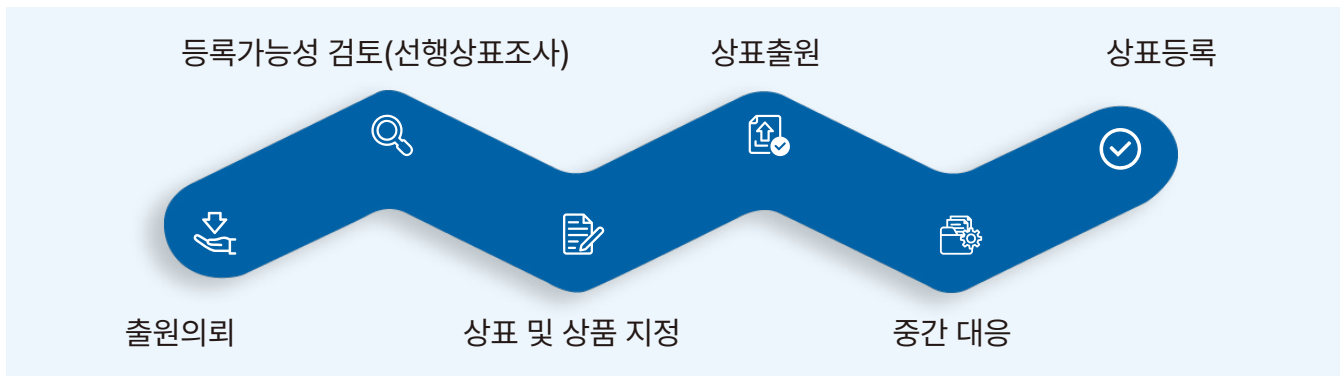 등록가능성 검토(선행상표조사)
상표출원
상표등록
출원의뢰
상표 및 상품 지정
중간 대응